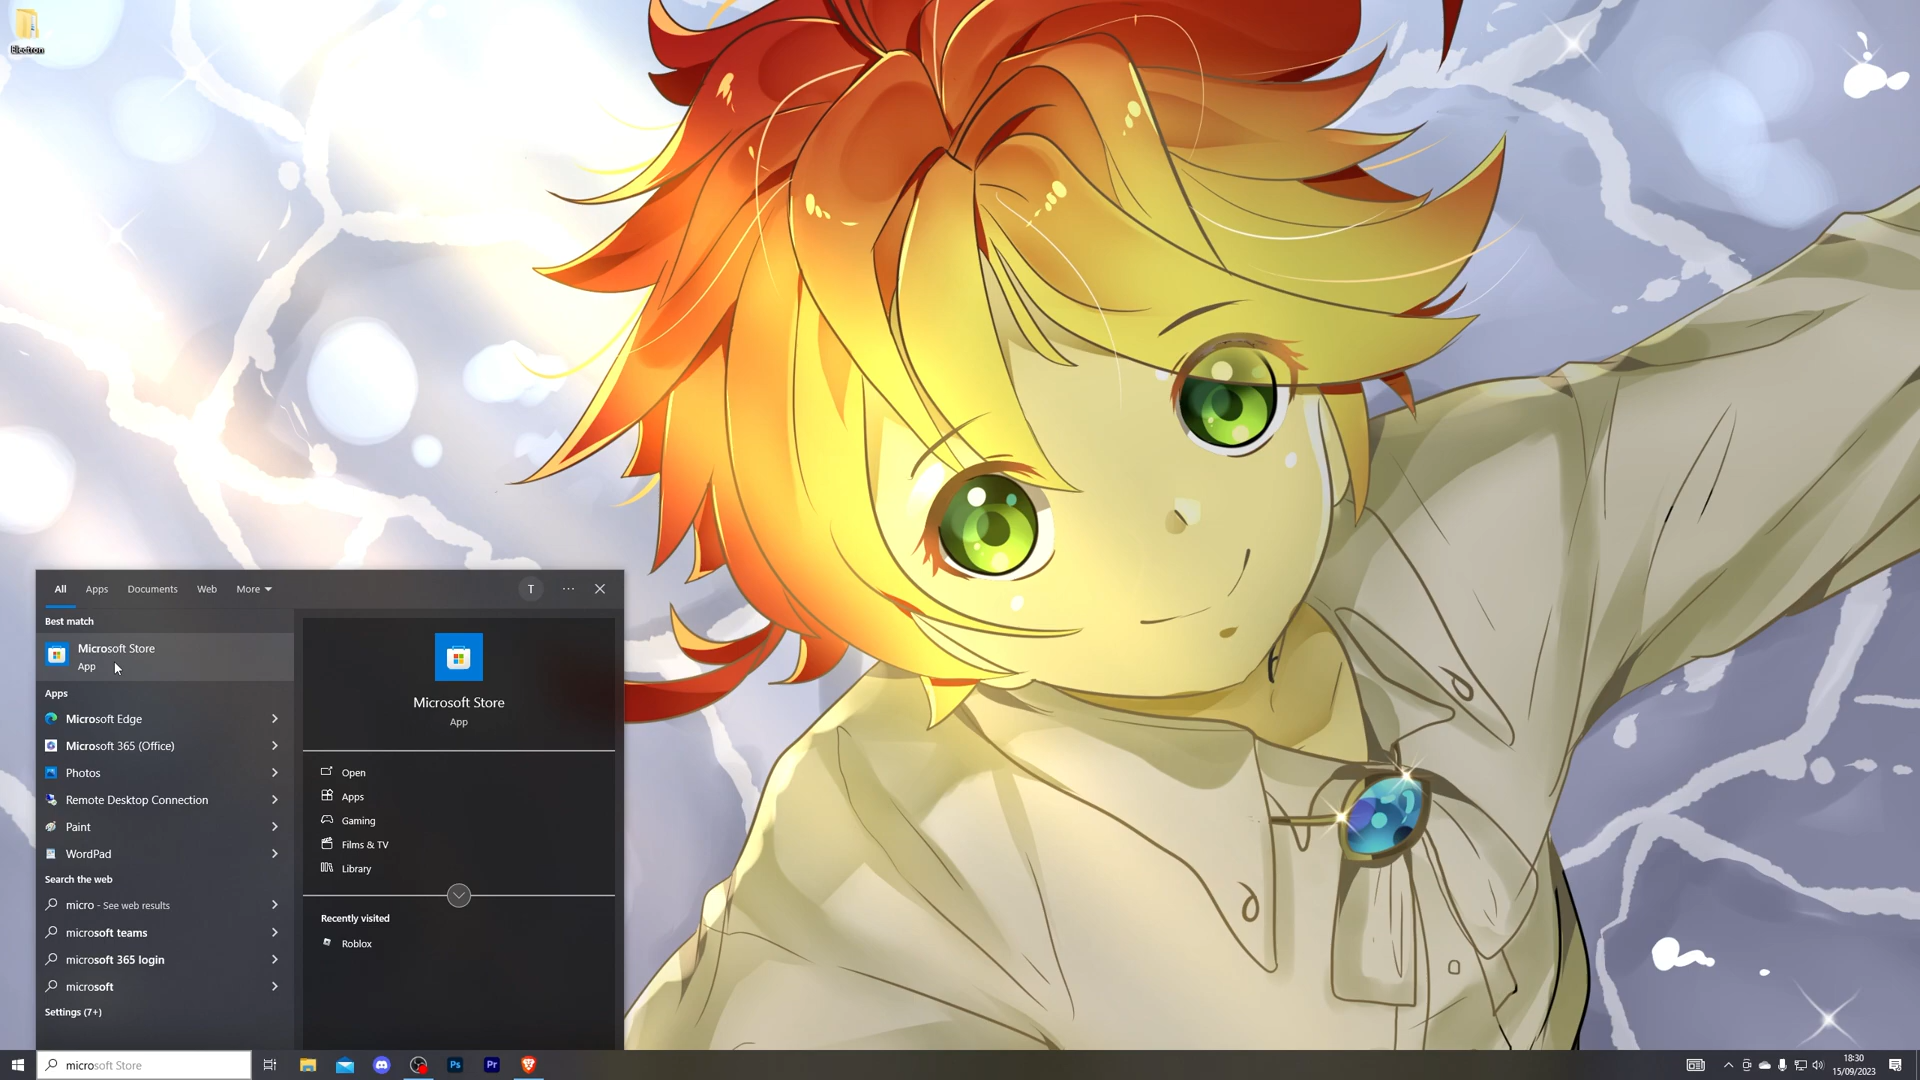 Electron
All Apps Documents Web More T
Best match
Microsoft Store
App
Apps
Microsoft Edge
Microsoft 365 (Office)
Photos
Remote Desktop Connection
Paint
WordPad
Search the web
micro - See web results
microsoft teams
microsoft 365 login
microsoft
Settings (7+)
Microsoft Store
App
Open
Apps
Gaming
Films & TV
Library
Recently visited
Roblox
microsoft Store
Ps
Pr
18:30
15/09/2023